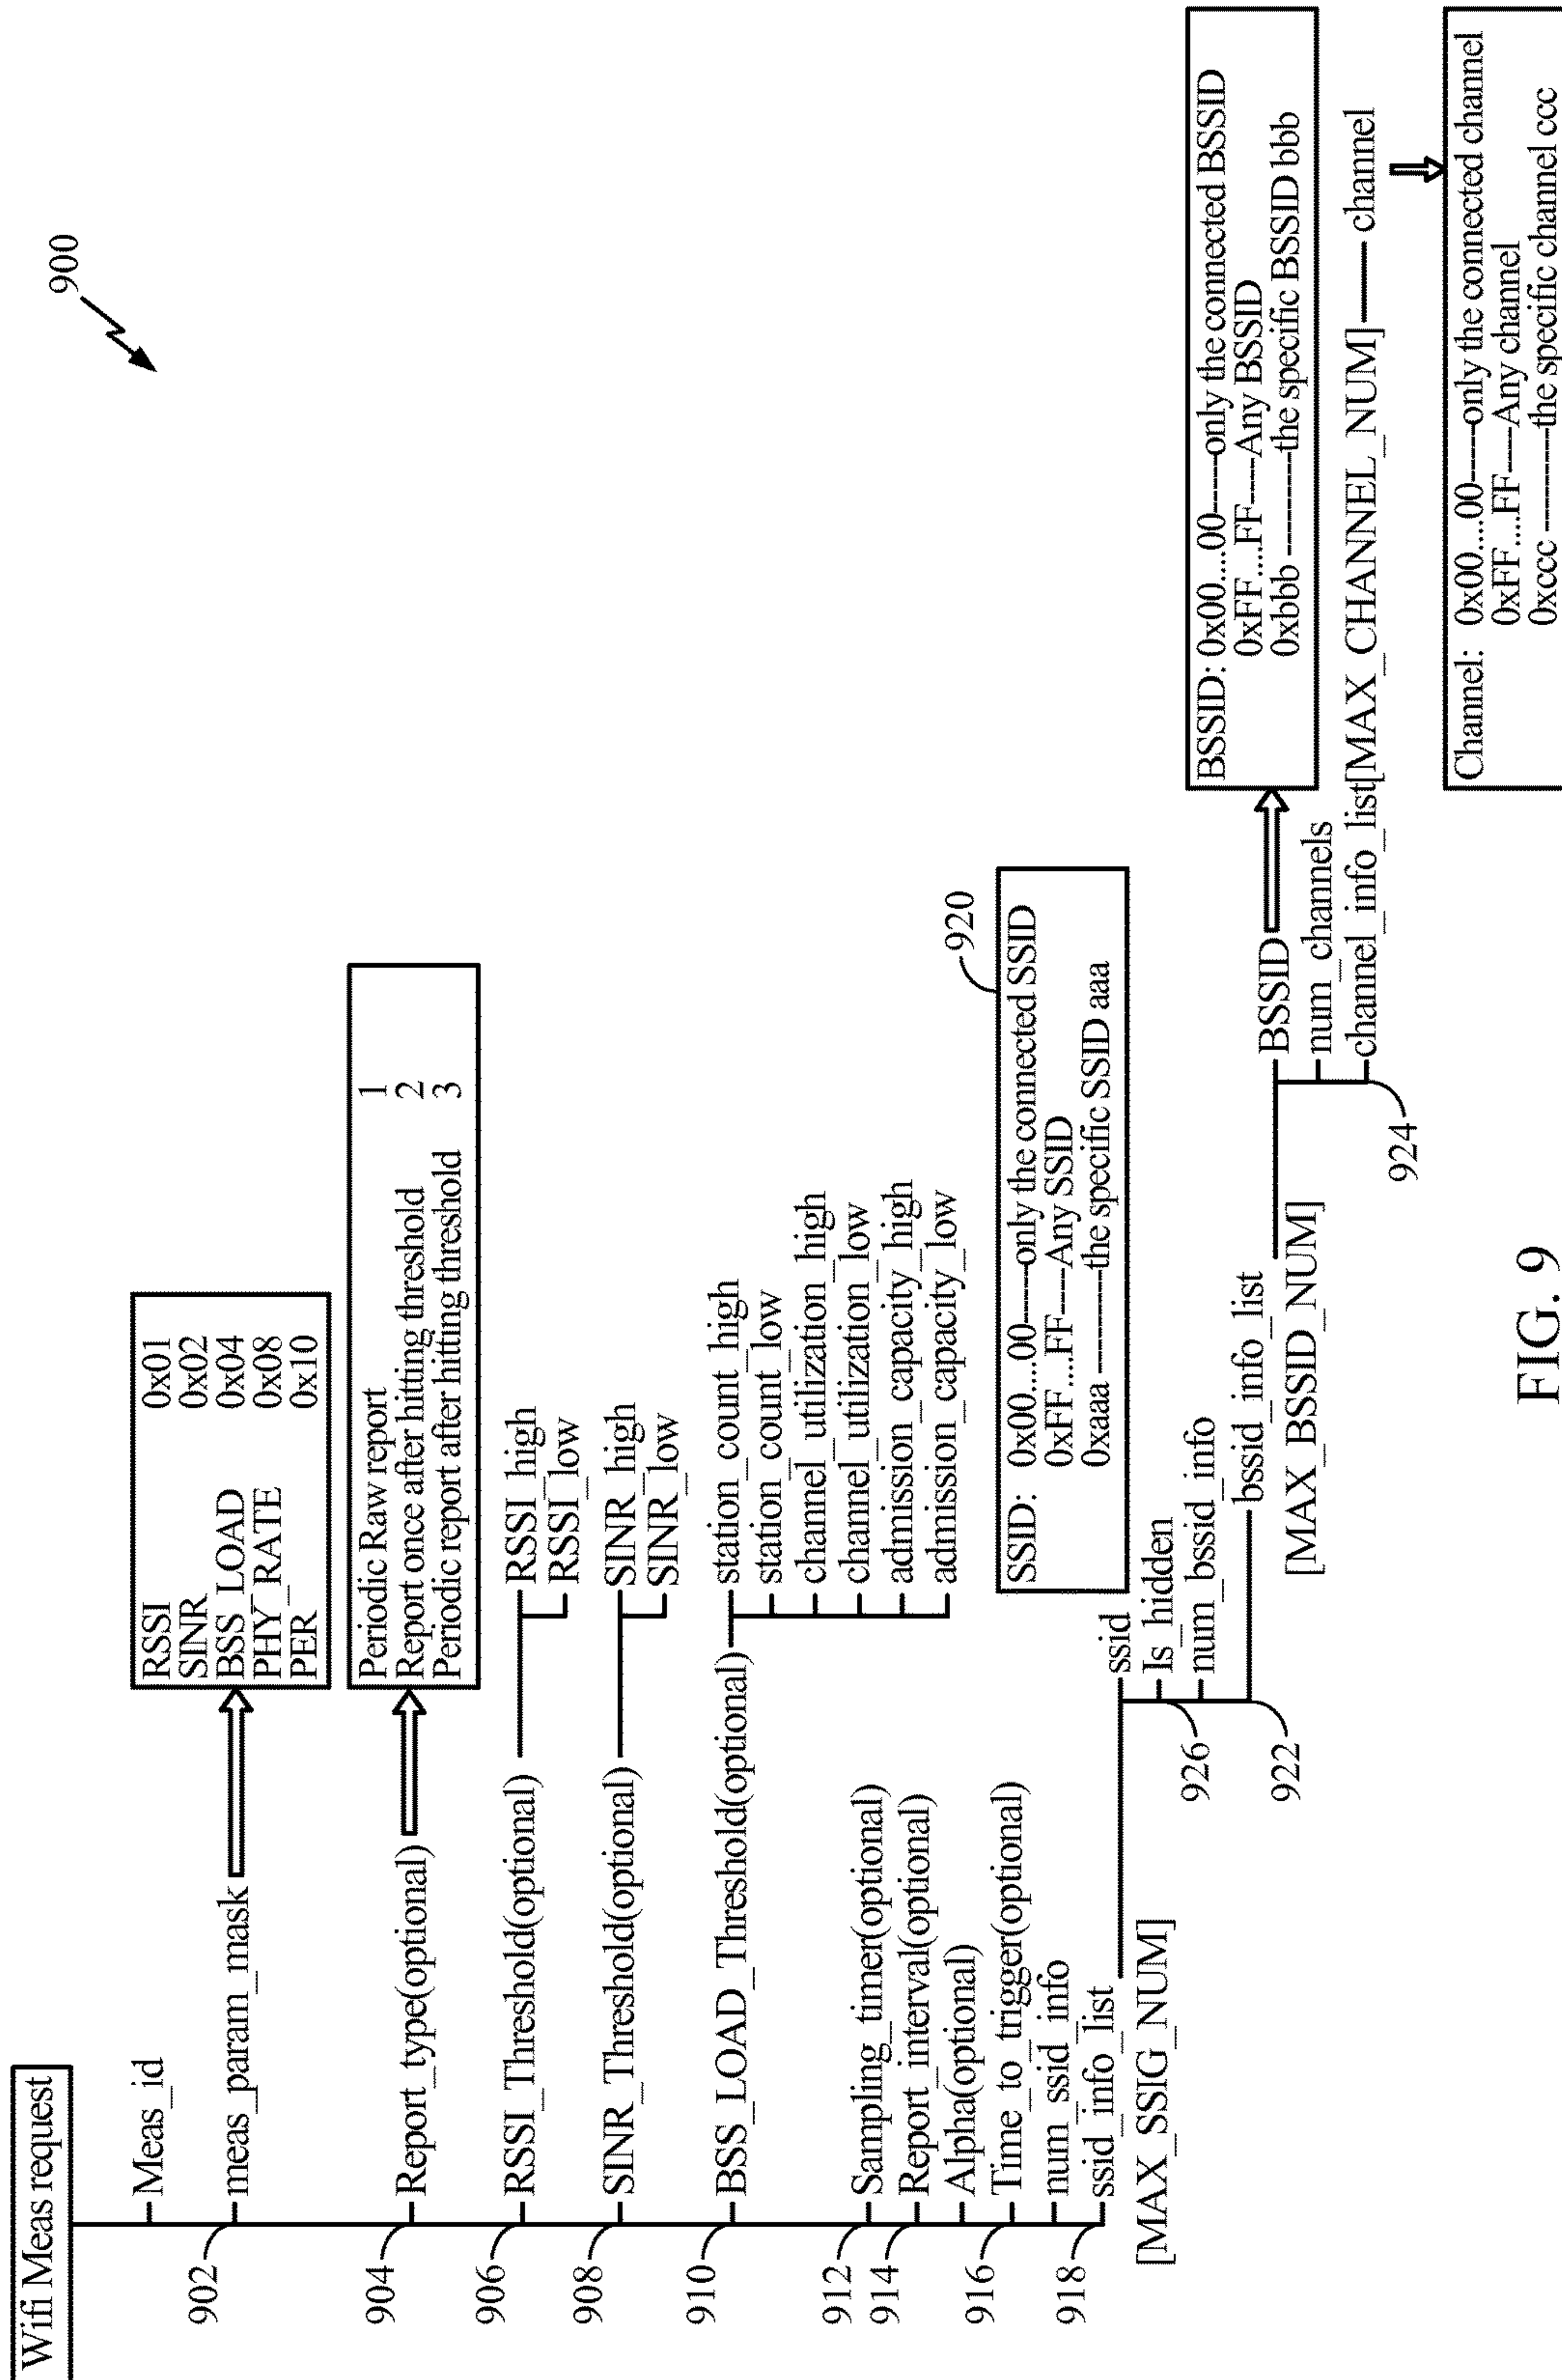 900
Wifi Meas request
Meas_id
902
meas_param_mask
RSSI 0x01
SINR 0x02
BSS_LOAD 0x04
PHY_RATE 0x08
PER 0x10
904
Report_type(optional)
Periodic Raw report 1
Report once after hitting threshold 2
Periodic report after hitting threshold 3
906
RSSI_Threshold(optional)
RSSI_high
RSSI_low
908
SINR_Threshold(optional)
SINR_high
SINR_low
910
BSS_LOAD_Threshold(optional)
station_count_high
station_count_low
channel_utilization_high
channel_utilization_low
admission_capacity_high
admission_capacity_low
912
Sampling_timer(optional)
914
Report_interval(optional)
Alpha(optional)
916
Time_to_trigger(optional)
num_ssid_info
918
ssid_info_list
[MAX_SSIG_NUM]
920
SSID: 0x00....00------only the connected SSID
0xFF....FF-----Any SSID
0xaaa ----------the specific SSID aaa
ssid
Is_hidden
926
num_bssid_info
922
bssid_info_list
[MAX_BSSID_NUM]
BSSID
BSSID: 0x00....00------only the connected BSSID
0xFF....FF-----Any BSSID
0xbbb ----------the specific BSSID bbb
num_channels
924
channel_info_list[MAX_CHANNEL_NUM]
channel
Channel: 0x00....00------only the connected channel
0xFF....FF-----Any channel
0xccc ----------the specific channel ccc
FIG. 9